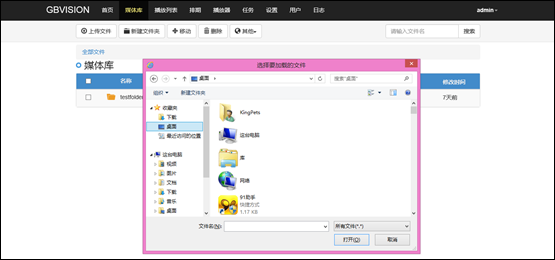 GBVISION 首页 媒体库 播放列表 排期 播放器 任务 设置 用户 日志 admin
上传文件 新建文件夹 移动 删除 其他 请输入文件名 搜索
全部文件
媒体库
名称 修改时间
testfolder 7天前
选择要加载的文件
桌面 搜索"桌面"
组织 新建文件夹
收藏夹
下载
桌面
最近访问的位置
这台电脑
视频
图片
文档
下载
音乐
桌面
KingPets
这台电脑
库
网络
91助手
快捷方式
1.17 KB
文件名(N): 所有文件(*.*)
打开(O) 取消